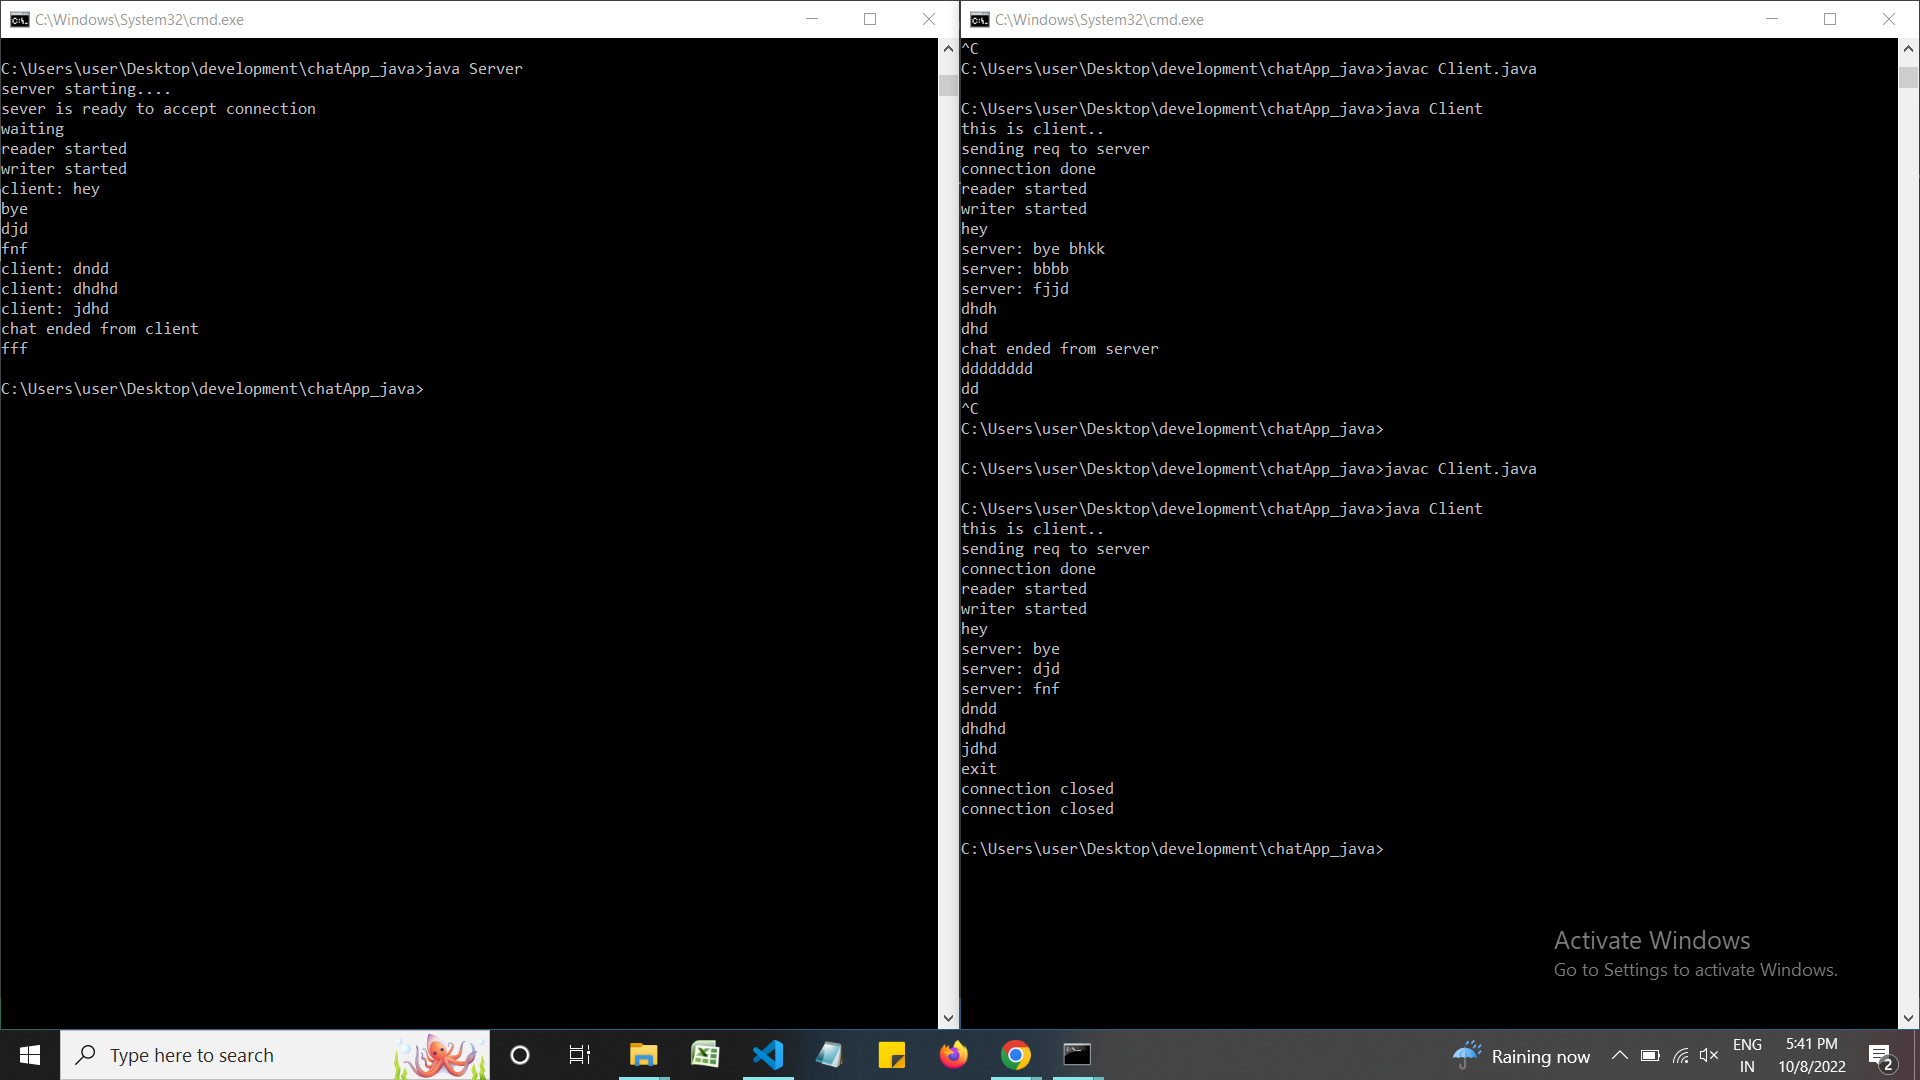 C:\Windows\System32\cmd.exe
C:\Users\user\Desktop\development\chatApp_java>java Server
server starting....
sever is ready to accept connection
waiting
reader started
writer started
client: hey
bye
djd
fnf
client: dndd
client: dhdhd
client: jdhd
chat ended from client
fff
C:\Users\user\Desktop\development\chatApp_java>
C:\Windows\System32\cmd.exe
^C
C:\Users\user\Desktop\development\chatApp_java>javac Client.java
C:\Users\user\Desktop\development\chatApp_java>java Client
this is client..
sending req to server
connection done
reader started
writer started
hey
server: bye bhkk
server: bbbb
server: fjjd
dhdh
dhd
chat ended from server
dddddddd
dd
^C
C:\Users\user\Desktop\development\chatApp_java>
C:\Users\user\Desktop\development\chatApp_java>javac Client.java
C:\Users\user\Desktop\development\chatApp_java>java Client
this is client..
sending req to server
connection done
reader started
writer started
hey
server: bye
server: djd
server: fnf
dndd
dhdhd
jdhd
exit
connection closed
connection closed
C:\Users\user\Desktop\development\chatApp_java>
Activate Windows
Go to Settings to activate Windows.
Type here to search
Raining now
ENG
IN
5:41 PM
10/8/2022
2